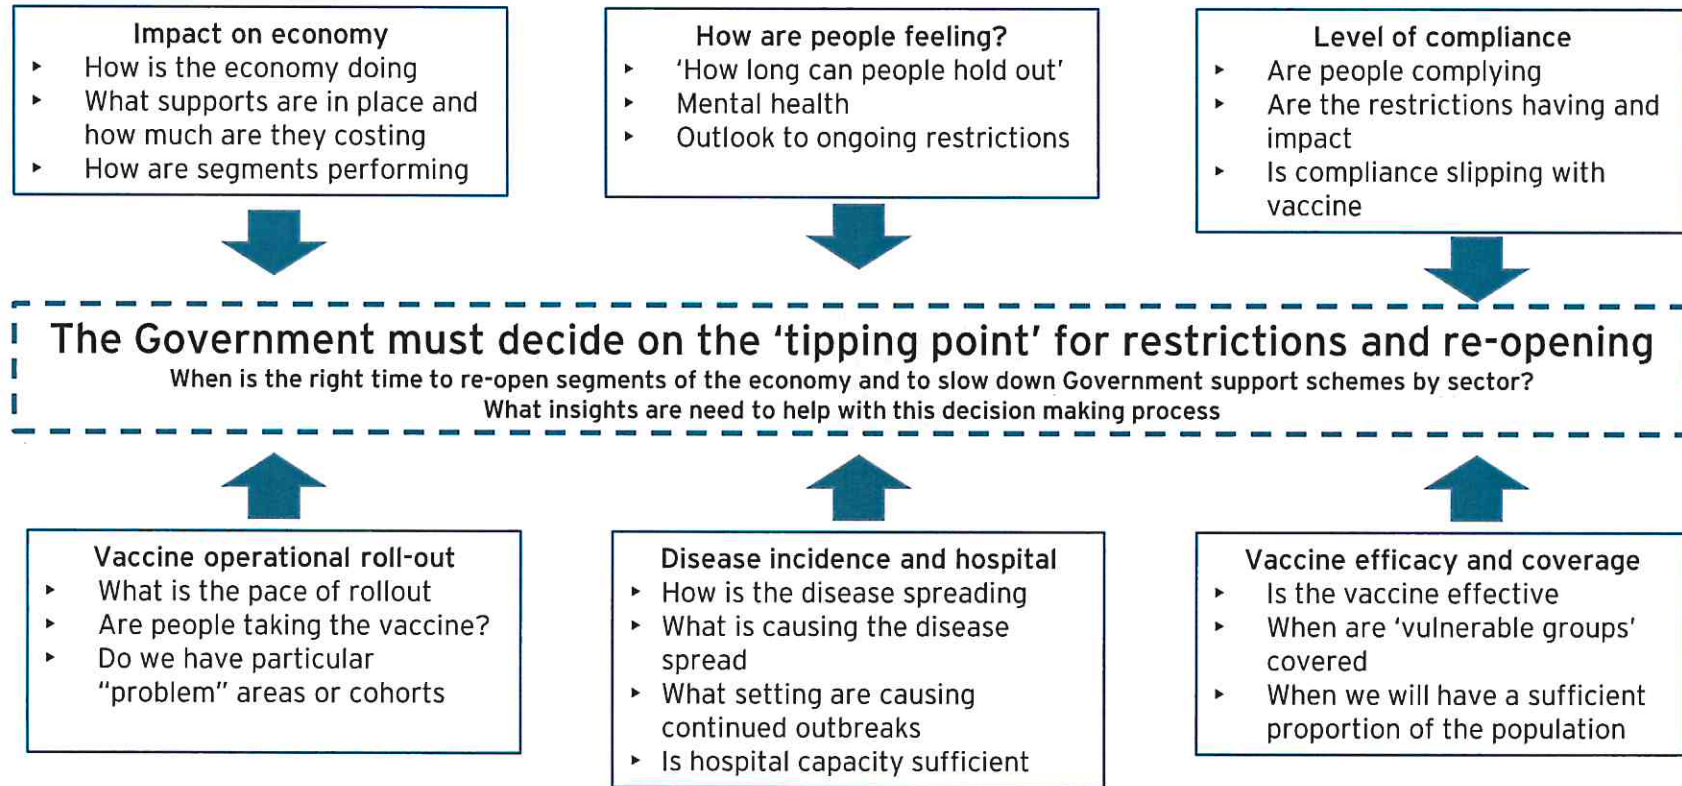 Impact on economy
‣ How is the economy doing
‣ What supports are in place and
how much are they costing
‣ How are segments performing
How are people feeling?
‣ ‘How long can people hold out’
‣ Mental health
‣ Outlook to ongoing restrictions
Level of compliance
‣ Are people complying
‣ Are the restrictions having and
impact
‣ Is compliance slipping with
vaccine
The Government must decide on the ‘tipping point’ for restrictions and re-opening
When is the right time to re-open segments of the economy and to slow down Government support schemes by sector?
What insights are need to help with this decision making process
Vaccine operational roll-out
‣ What is the pace of rollout
‣ Are people taking the vaccine?
‣ Do we have particular
“problem” areas or cohorts
Disease incidence and hospital
‣ How is the disease spreading
‣ What is causing the disease
spread
‣ What setting are causing
continued outbreaks
‣ Is hospital capacity sufficient
Vaccine efficacy and coverage
‣ Is the vaccine effective
‣ When are ‘vulnerable groups’
covered
‣ When we will have a sufficient
proportion of the population